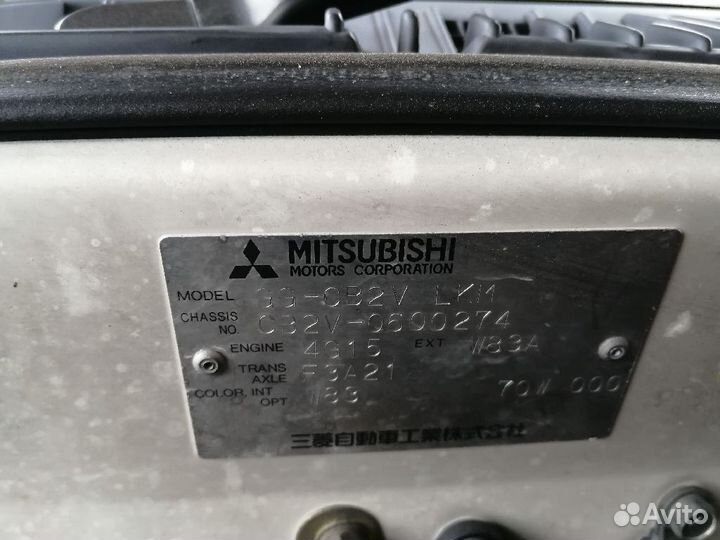 MITSUBISHI
MOTORS CORPORATION
MODEL GG-CB2V LKM
CHASSIS NO. CB2V-0600274
ENGINE 4G15 EXT W83A
TRANS AXLE F3A21
COLOR, INT OPT W83 70W 000
三菱自動車工業株式会社
Avito